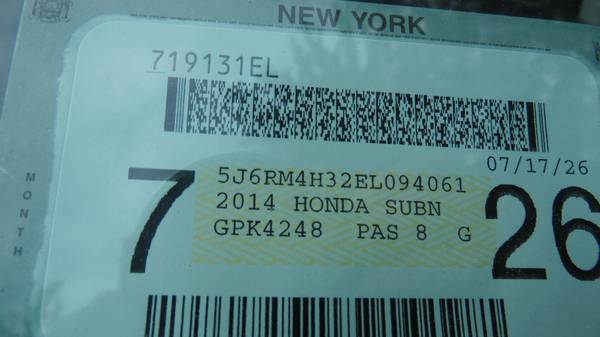 NEW YORK
719131EL
07/17/26
MONTH
7
5J6RM4H32EL094061
2014 HONDA SUBN
GPK4248 PAS 8 G
26